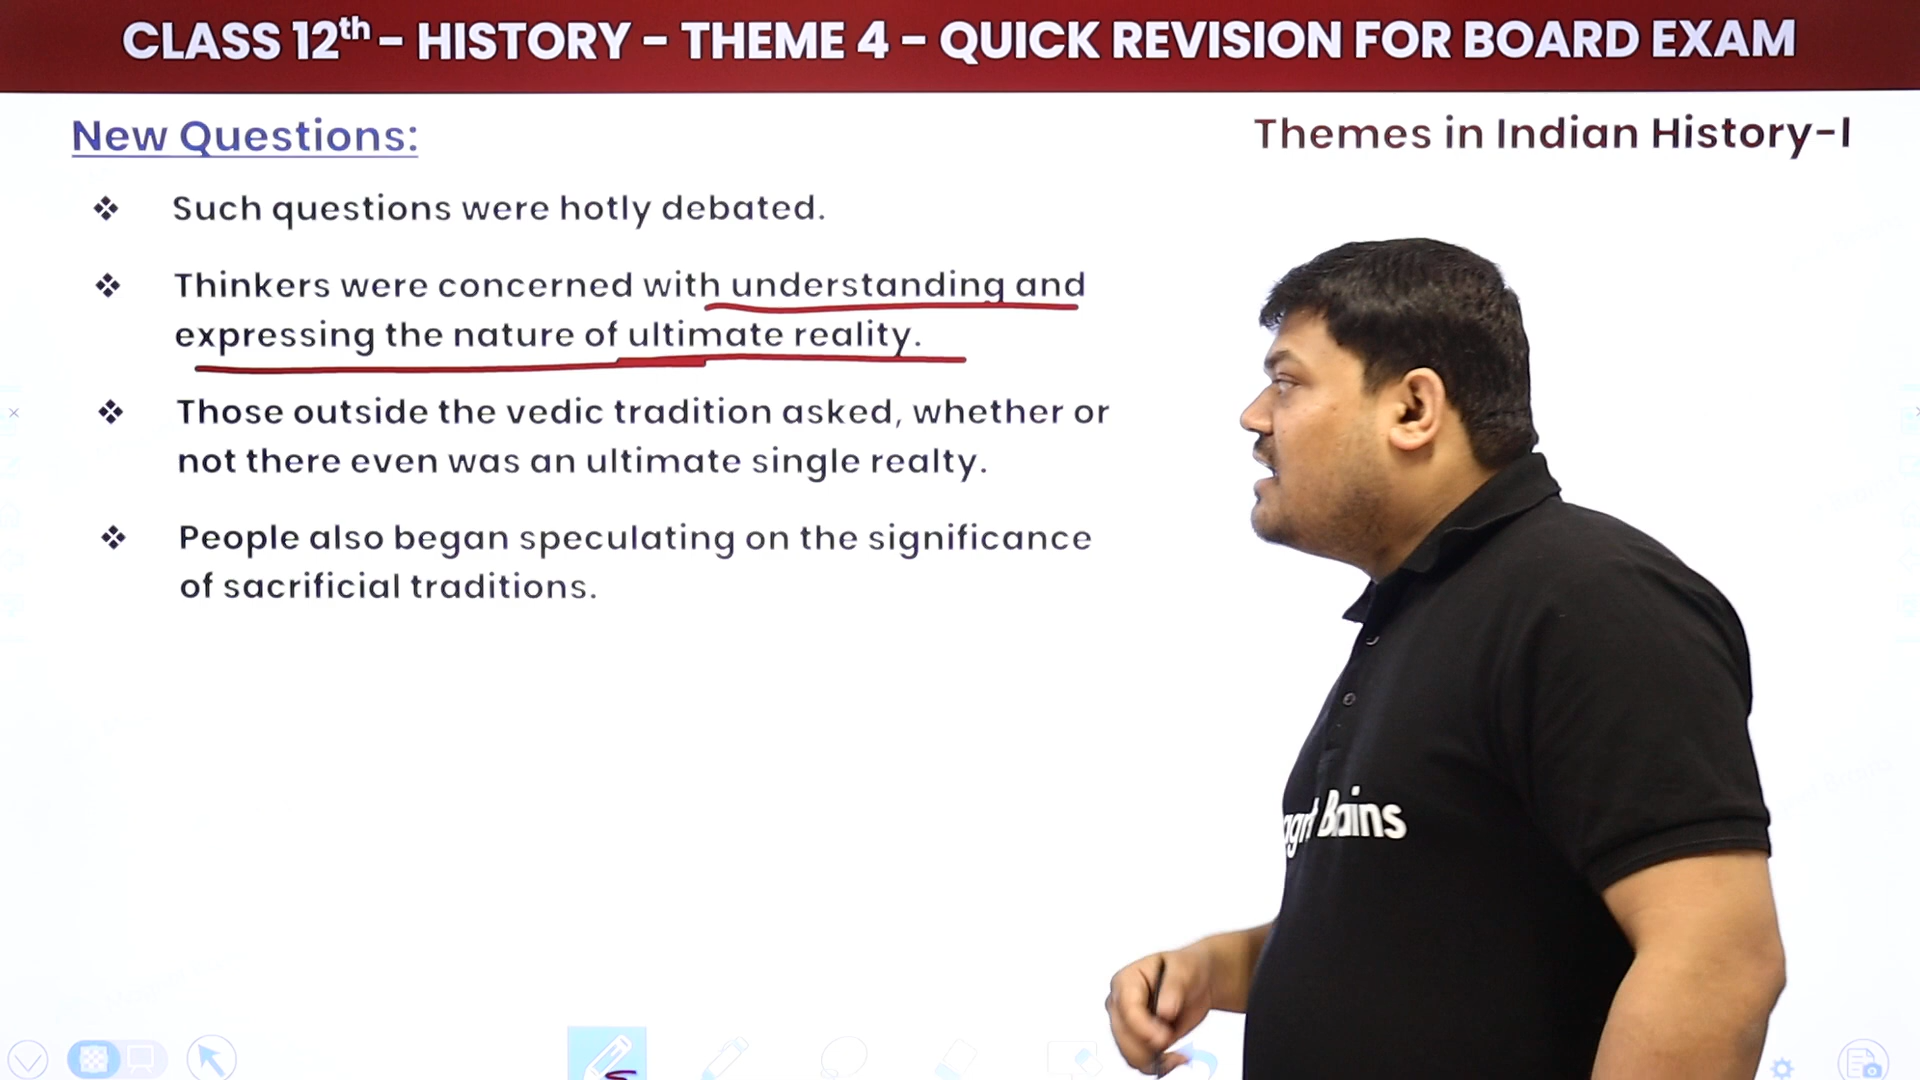 CLASS 12th - HISTORY - THEME 4 - QUICK REVISION FOR BOARD EXAM
New Questions:
Themes in Indian History-I
❖ Such questions were hotly debated.
❖ Thinkers were concerned with understanding and
expressing the nature of ultimate reality.
❖ Those outside the vedic tradition asked, whether or
not there even was an ultimate single realty.
❖ People also began speculating on the significance
of sacrificial traditions.
Brains